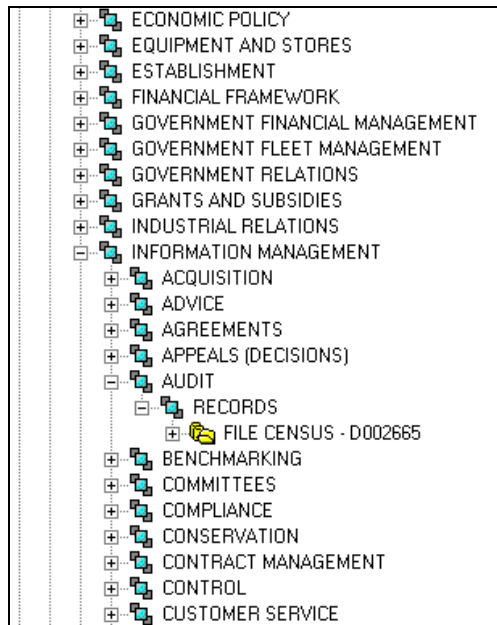 ECONOMIC POLICY
EQUIPMENT AND STORES
ESTABLISHMENT
FINANCIAL FRAMEWORK
GOVERNMENT FINANCIAL MANAGEMENT
GOVERNMENT FLEET MANAGEMENT
GOVERNMENT RELATIONS
GRANTS AND SUBSIDIES
INDUSTRIAL RELATIONS
INFORMATION MANAGEMENT
ACQUISITION
ADVICE
AGREEMENTS
APPEALS (DECISIONS)
AUDIT
RECORDS
FILE CENSUS - D002665
BENCHMARKING
COMMITTEES
COMPLIANCE
CONSERVATION
CONTRACT MANAGEMENT
CONTROL
CUSTOMER SERVICE